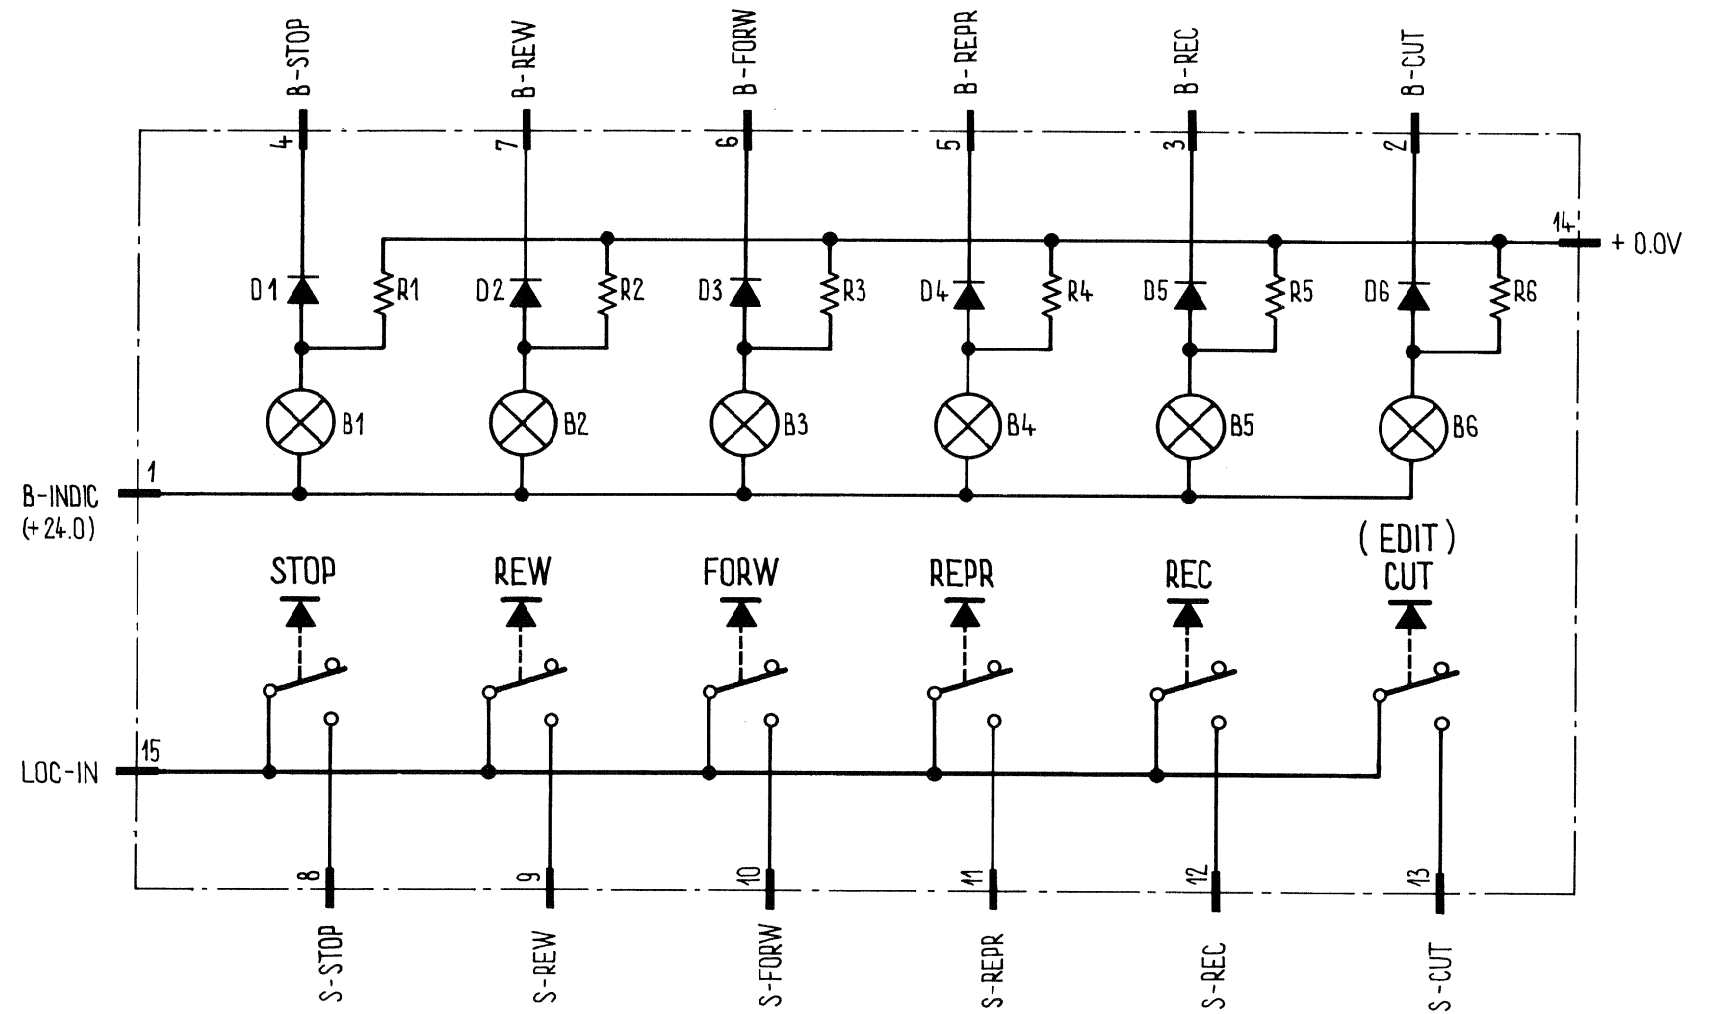 B-STOP
B-REW
B-FORW
B-REPR
B-REC
B-CUT
4
7
6
5
3
2
14
+ 0.0V
D1
R1
D2
R2
D3
R3
D4
R4
D5
R5
D6
R6
B1
B2
B3
B4
B5
B6
1
B-INDIC
(+24.0)
STOP
REW
FORW
REPR
REC
(EDIT)
CUT
15
LOC-IN
8
9
10
11
12
13
S-STOP
S-REW
S-FORW
S-REPR
S-REC
S-CUT